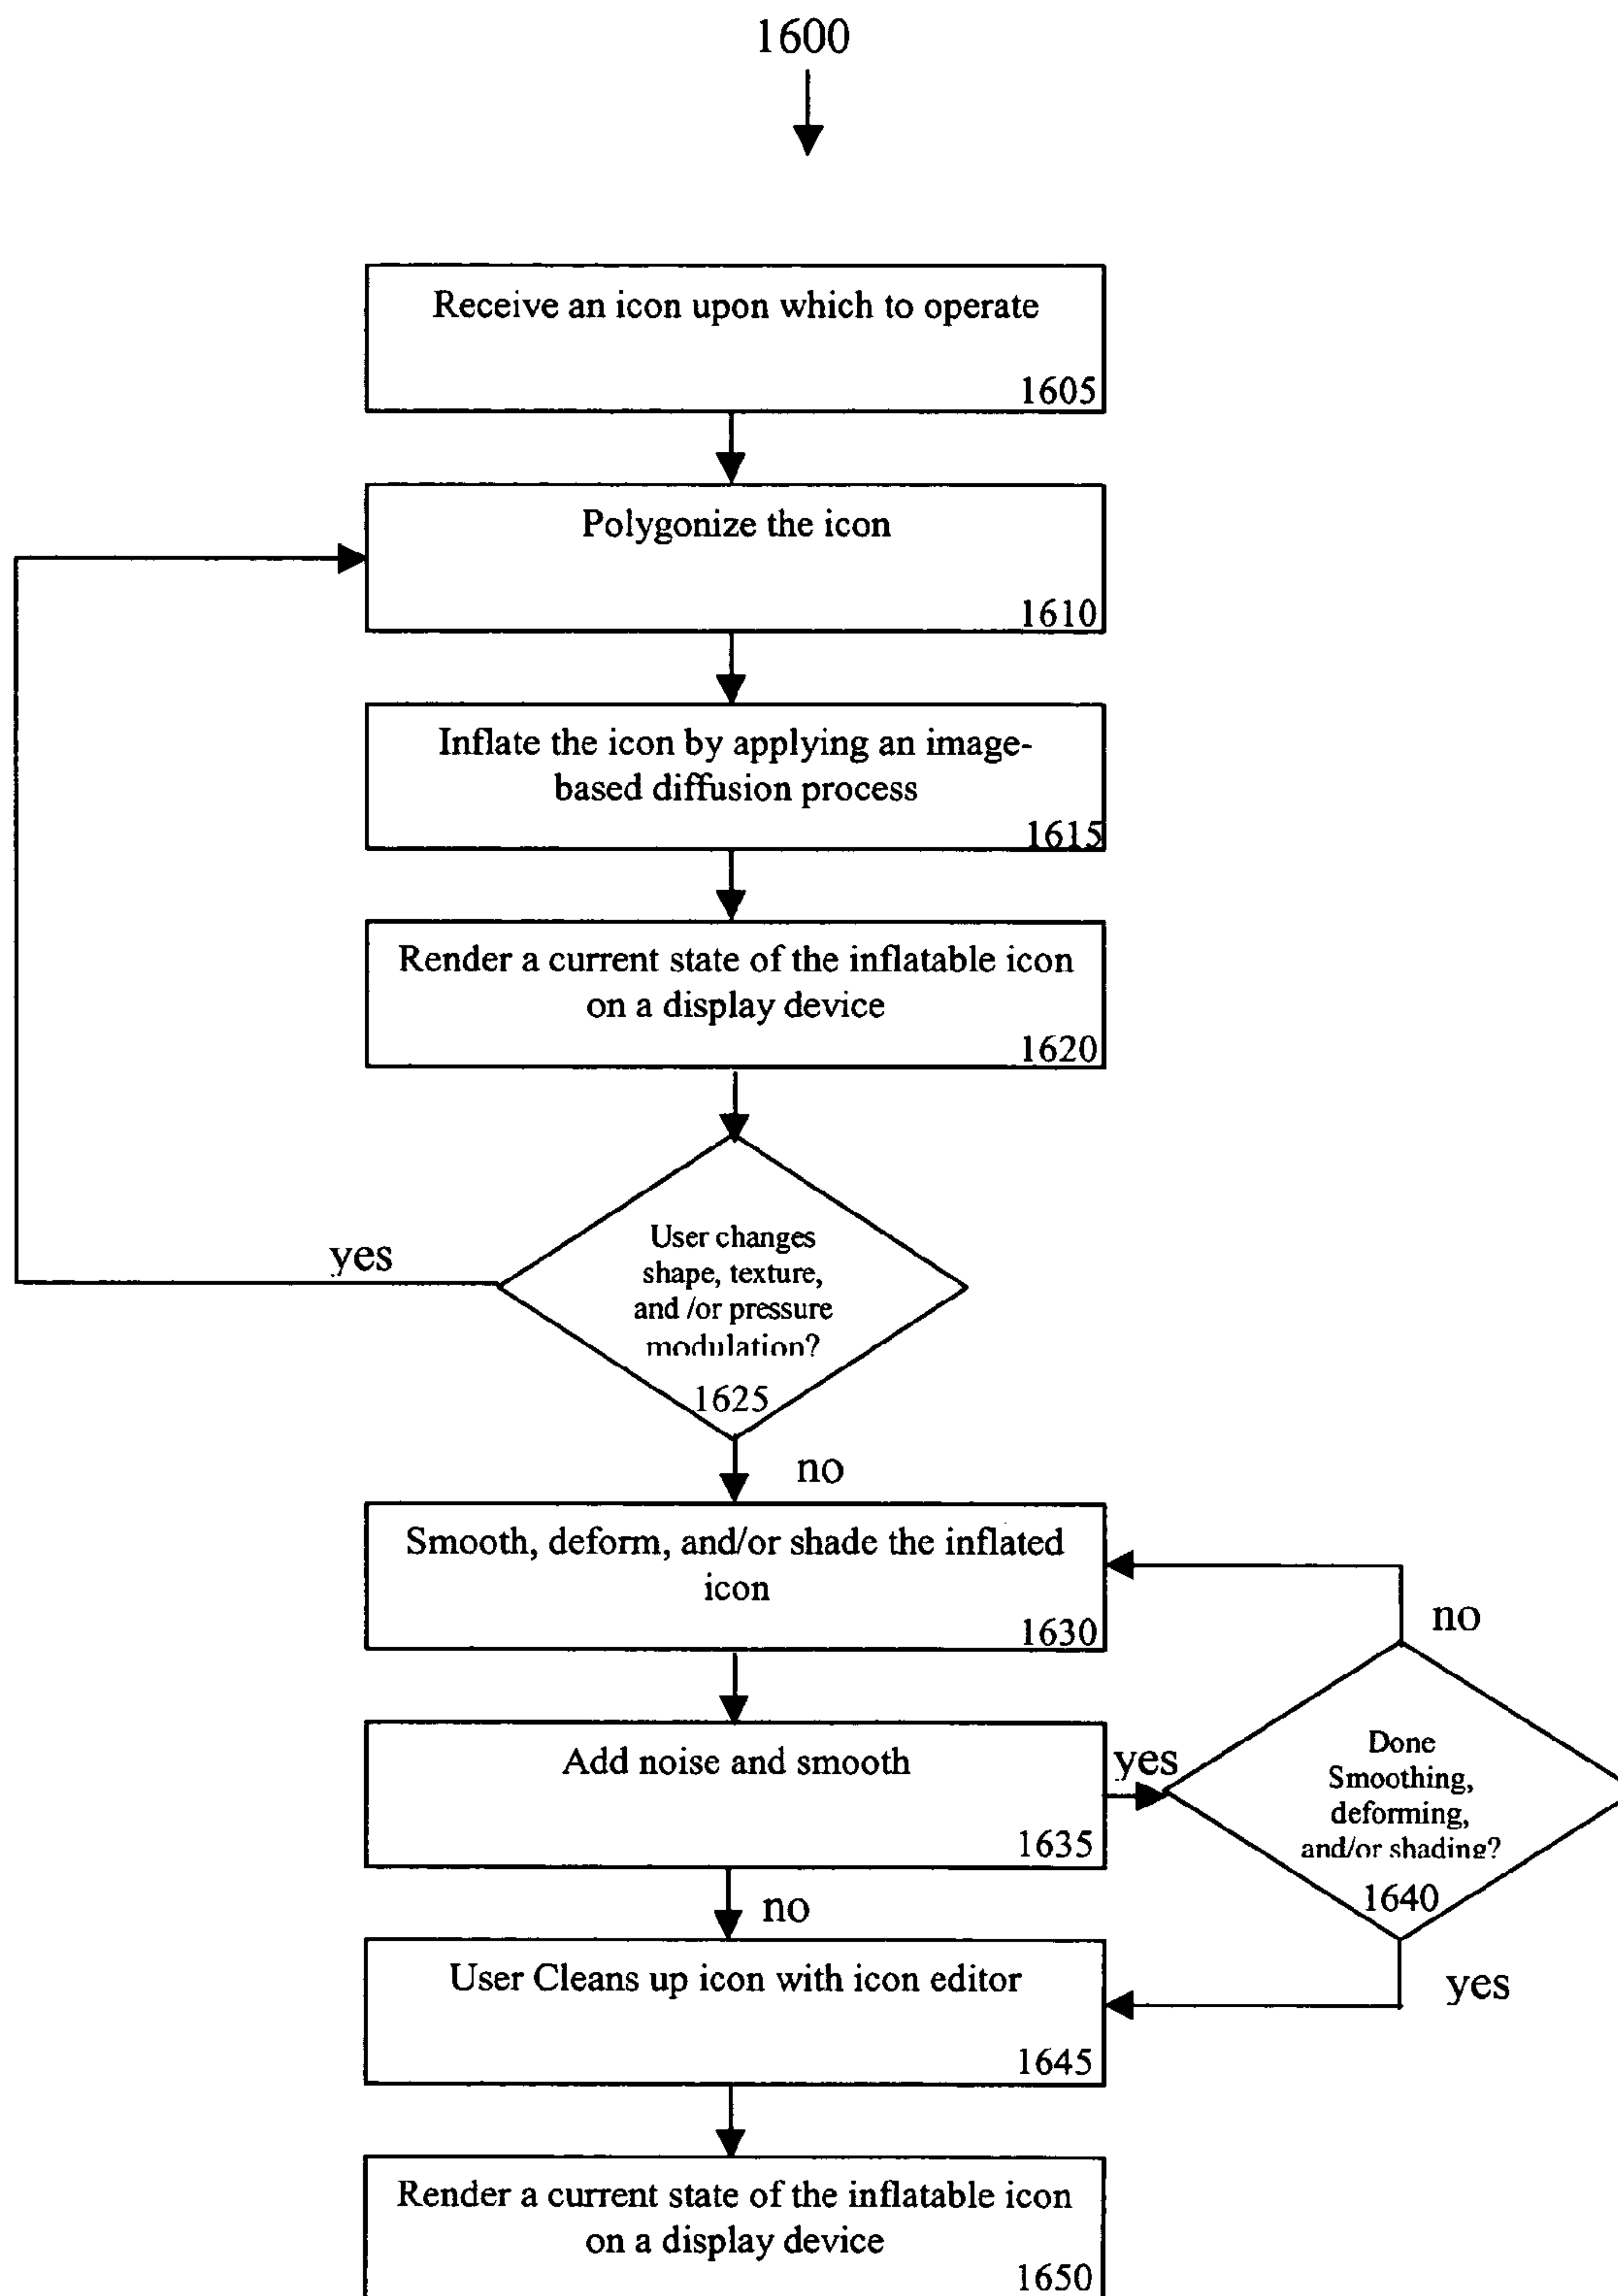 1600
Receive an icon upon which to operate
1605
Polygonize the icon
1610
Inflate the icon by applying an image-
based diffusion process
1615
Render a current state of the inflatable icon
on a display device
1620
User changes
shape, texture,
and /or pressure
modulation?
1625
yes
no
Smooth, deform, and/or shade the inflated
icon
1630
no
Add noise and smooth
1635
yes
Done
Smoothing,
deforming,
and/or shading?
1640
no
yes
User Cleans up icon with icon editor
1645
Render a current state of the inflatable icon
on a display device
1650